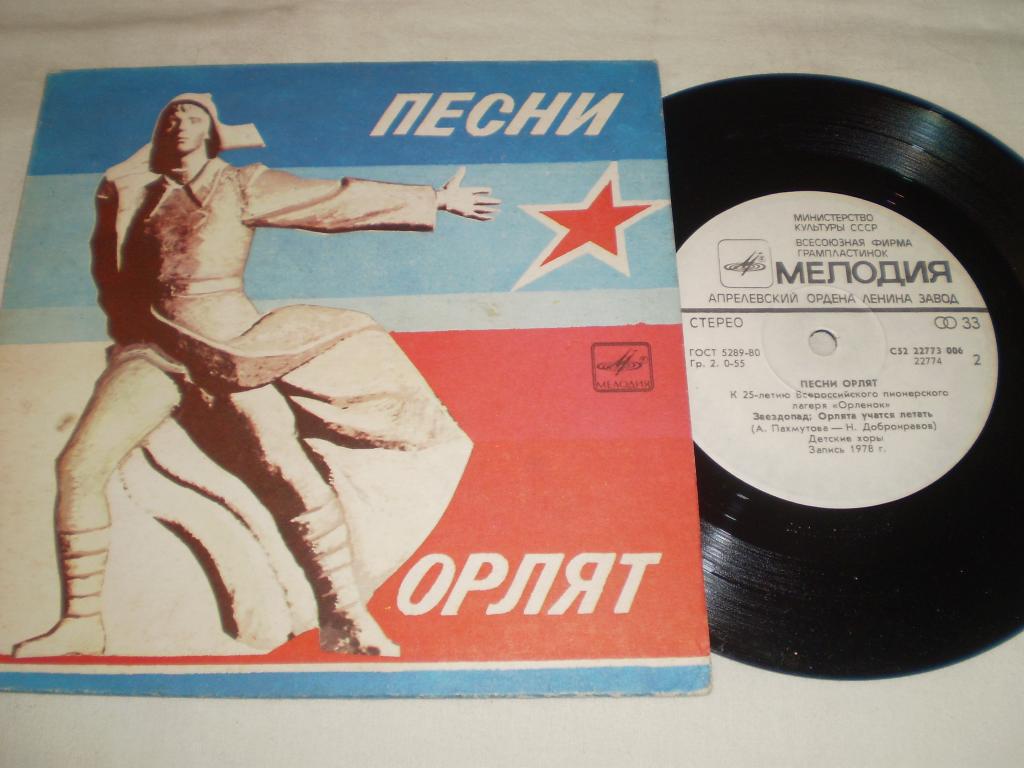 ПЕСНИ
МЕЛОДИЯ
ОРЛЯТ
МИНИСТЕРСТВО
КУЛЬТУРЫ СССР
ВСЕСОЮЗНАЯ ФИРМА
ГРАМПЛАСТИНОК
МЕЛОДИЯ
АПРЕЛЕВСКИЙ ОРДЕНА ЛЕНИНА ЗАВОД
СТЕРЕО
33
ГОСТ 5289-80
Гр. 2. 0-55
С52 22773 006
22774
2
ПЕСНИ ОРЛЯТ
К 25-летию Всероссийского пионерского
лагеря «Орленок»
Звездопад; Орлята учатся летать
(А. Пахмутова — Н. Добронравов)
Детские хоры
Запись 1978 г.